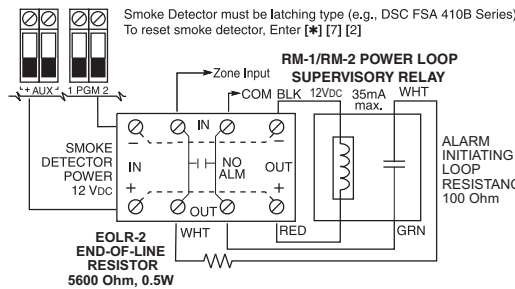 Smoke Detector must be latching type (e.g., DSC FSA 410B Series)
To reset smoke detector, Enter [✱] [7] [2]
RM-1/RM-2 POWER LOOP
SUPERVISORY RELAY
Zone Input
COM BLK 12VDC 35mA WHT
max.
+ AUX - 1 PGM 2
IN
SMOKE
DETECTOR
POWER
12 VDC
- -
IN NO
ALM OUT
+ +
OUT
ALARM
INITIATING
LOOP
RESISTANC
100 Ohm
WHT RED GRN
EOLR-2
END-OF-LINE
RESISTOR
5600 Ohm, 0.5W